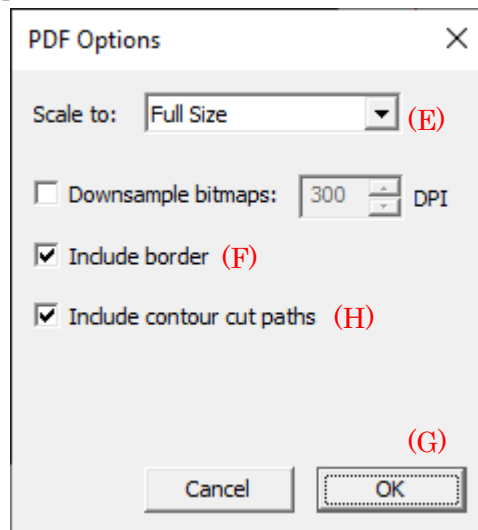 PDF Options
Scale to: Full Size (E)
Downsample bitmaps: 300 DPI
Include border (F)
Include contour cut paths (H)
(G)
Cancel OK